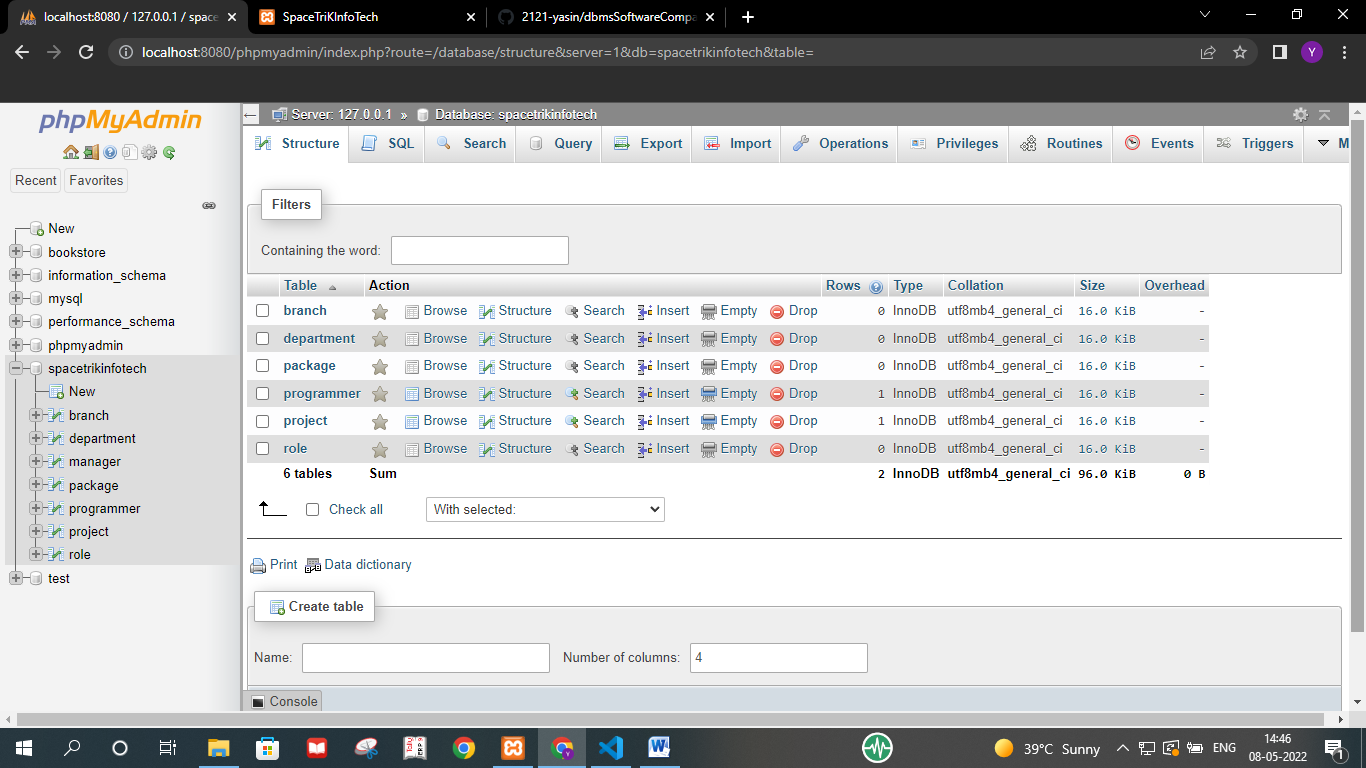 localhost:8080 / 127.0.0.1 / spac
SpaceTriKInfoTech
2121-yasin/dbmsSoftwareCompa
localhost:8080/phpmyadmin/index.php?route=/database/structure&server=1&db=spacetrikinfotech&table=
Y
phpMyAdmin
Recent Favorites
New
bookstore
information_schema
mysql
performance_schema
phpmyadmin
spacetrikinfotech
New
branch
department
manager
package
programmer
project
role
test
Server: 127.0.0.1 » Database: spacetrikinfotech
Structure SQL Search Query Export Import Operations Privileges Routines Events Triggers M
Filters
Containing the word:
Table Action Rows Type Collation Size Overhead
branch Browse Structure Search Insert Empty Drop 0 InnoDB utf8mb4_general_ci 16.0 KiB -
department Browse Structure Search Insert Empty Drop 0 InnoDB utf8mb4_general_ci 16.0 KiB -
package Browse Structure Search Insert Empty Drop 0 InnoDB utf8mb4_general_ci 16.0 KiB -
programmer Browse Structure Search Insert Empty Drop 1 InnoDB utf8mb4_general_ci 16.0 KiB -
project Browse Structure Search Insert Empty Drop 1 InnoDB utf8mb4_general_ci 16.0 KiB -
role Browse Structure Search Insert Empty Drop 0 InnoDB utf8mb4_general_ci 16.0 KiB -
6 tables Sum 2 InnoDB utf8mb4_general_ci 96.0 KiB 0 B
Check all With selected:
Print Data dictionary
Create table
Name: Number of columns: 4
Console
39°C Sunny ENG 14:46
08-05-2022
1